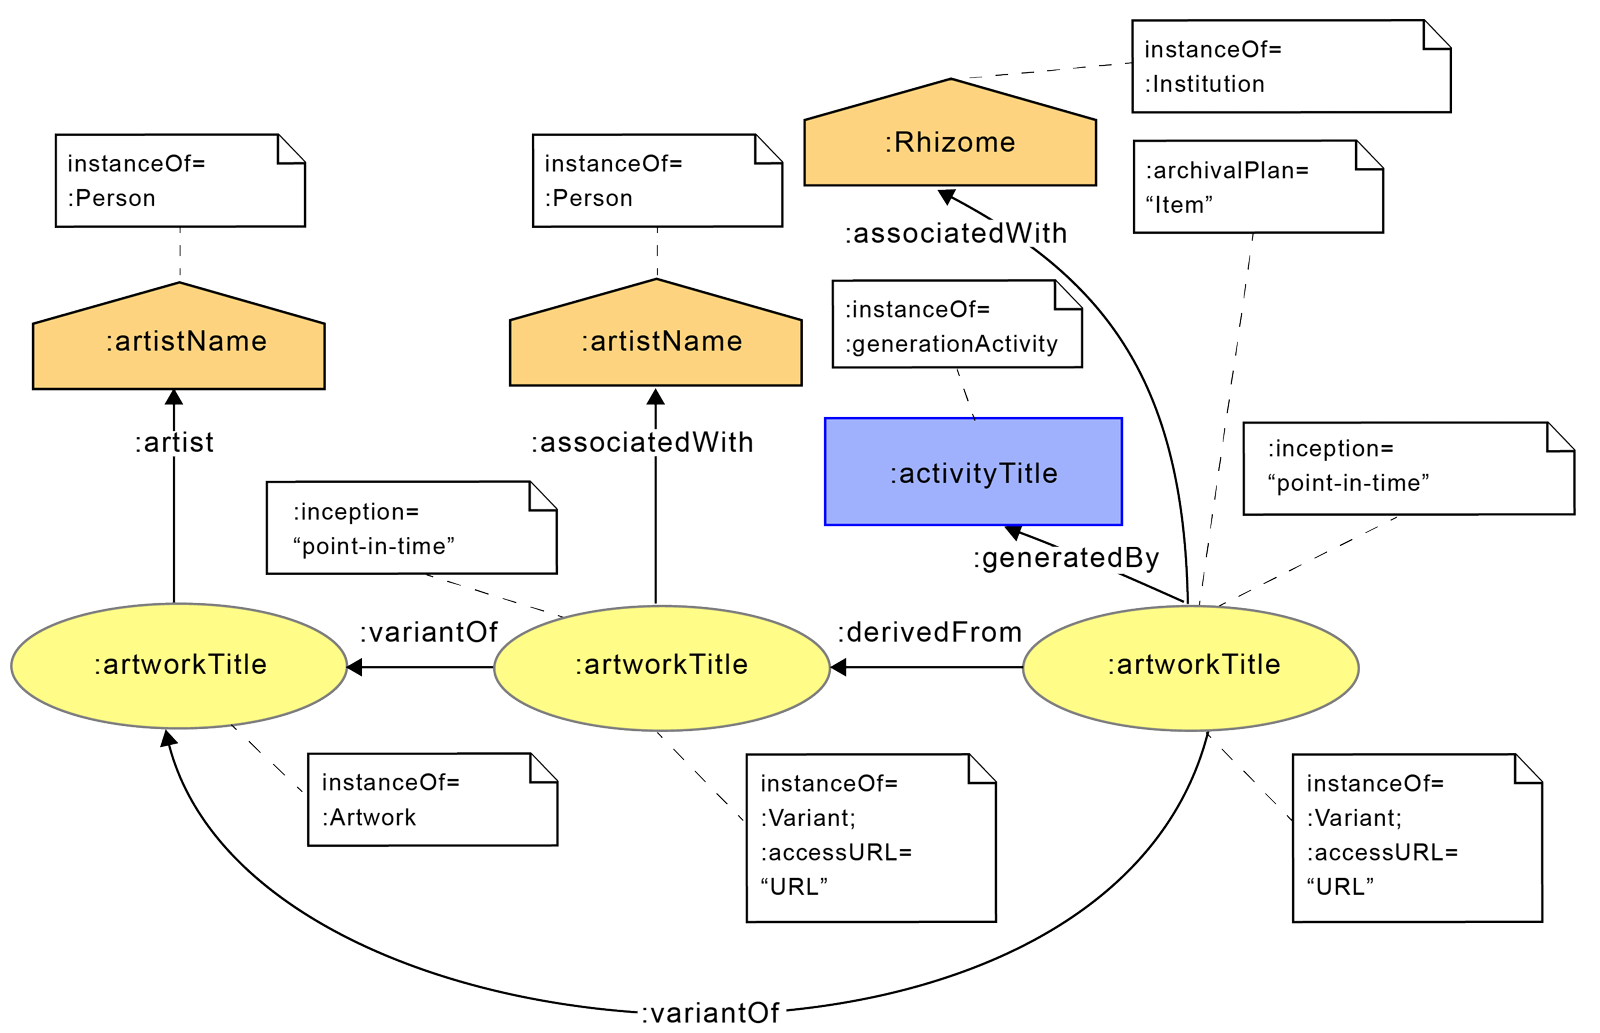 instanceOf=
:Institution
:Rhizome
instanceOf=
:Person
instanceOf=
:Person
:archivalPlan=
“Item”
:associatedWith
:artistName
:artistName
:instanceOf=
:generationActivity
:artist
:associatedWith
:activityTitle
:inception=
“point-in-time”
:inception=
“point-in-time”
:generatedBy
:variantOf
:derivedFrom
:artworkTitle
:artworkTitle
:artworkTitle
instanceOf=
:Artwork
instanceOf=
:Variant;
:accessURL=
“URL”
instanceOf=
:Variant;
:accessURL=
“URL”
:variantOf